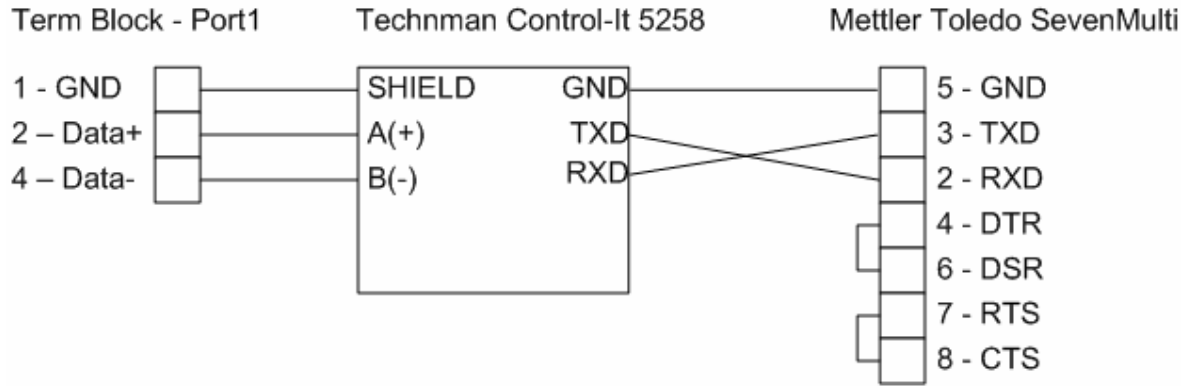 Term Block - Port1
Technman Control-It 5258
Mettler Toledo SevenMulti
1 - GND
2 – Data+
4 – Data-
SHIELD
A(+)
B(-)
GND
TXD
RXD
5 - GND
3 - TXD
2 - RXD
4 - DTR
6 - DSR
7 - RTS
8 - CTS